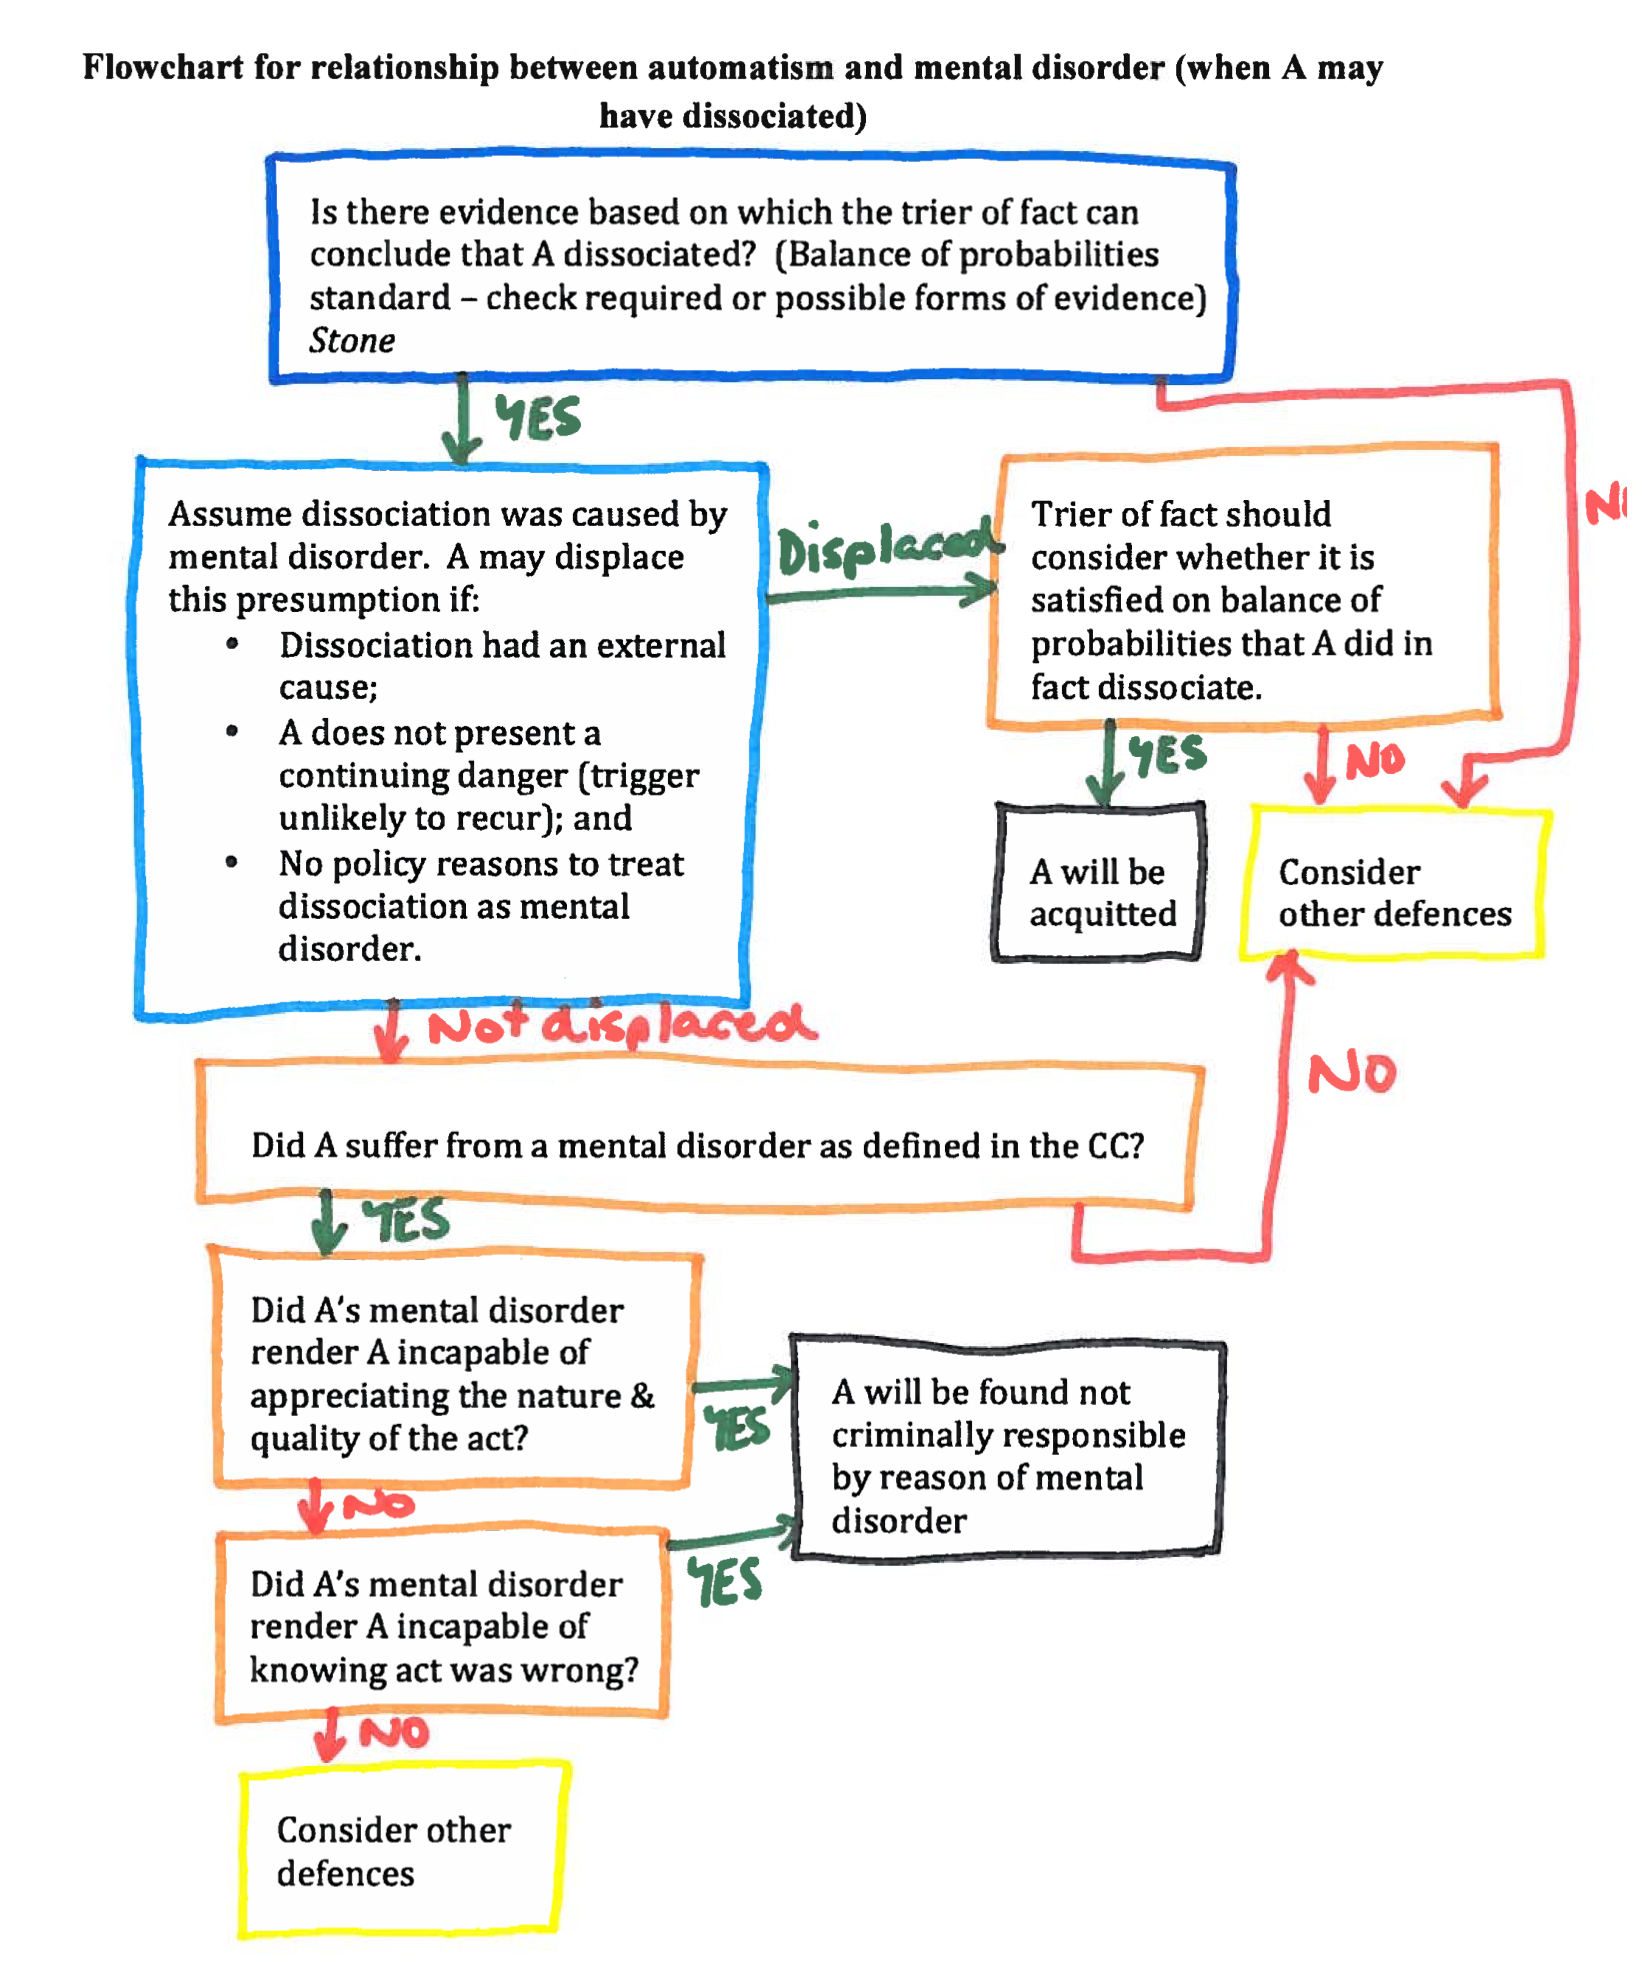 Flowchart for relationship between automatism and mental disorder (when A may
have dissociated)
Is there evidence based on which the trier of fact can
conclude that A dissociated? (Balance of probabilities
standard – check required or possible forms of evidence)
Stone
YES
Assume dissociation was caused by
mental disorder. A may displace
this presumption if:
• Dissociation had an external
cause;
• A does not present a
continuing danger (trigger
unlikely to recur); and
• No policy reasons to treat
dissociation as mental
disorder.
Displaced
Trier of fact should
consider whether it is
satisfied on balance of
probabilities that A did in
fact dissociate.
YES
NO
A will be
acquitted
Consider
other defences
Not displaced
NO
Did A suffer from a mental disorder as defined in the CC?
YES
Did A's mental disorder
render A incapable of
appreciating the nature &
quality of the act?
YES
A will be found not
criminally responsible
by reason of mental
disorder
NO
Did A's mental disorder
render A incapable of
knowing act was wrong?
YES
NO
Consider other
defences